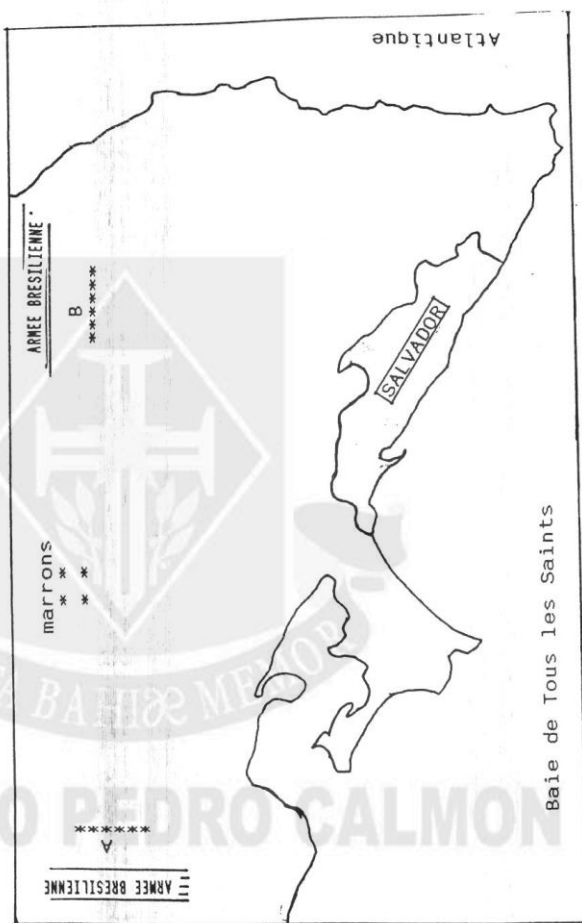 Atlantique
ARMEE BRESILIENNE
B
*******
marrons
* *
* *
SALVADOR
ARMEE BRESILIENNE
A
******
Baie de Tous les Saints
O PEDRO CALMON